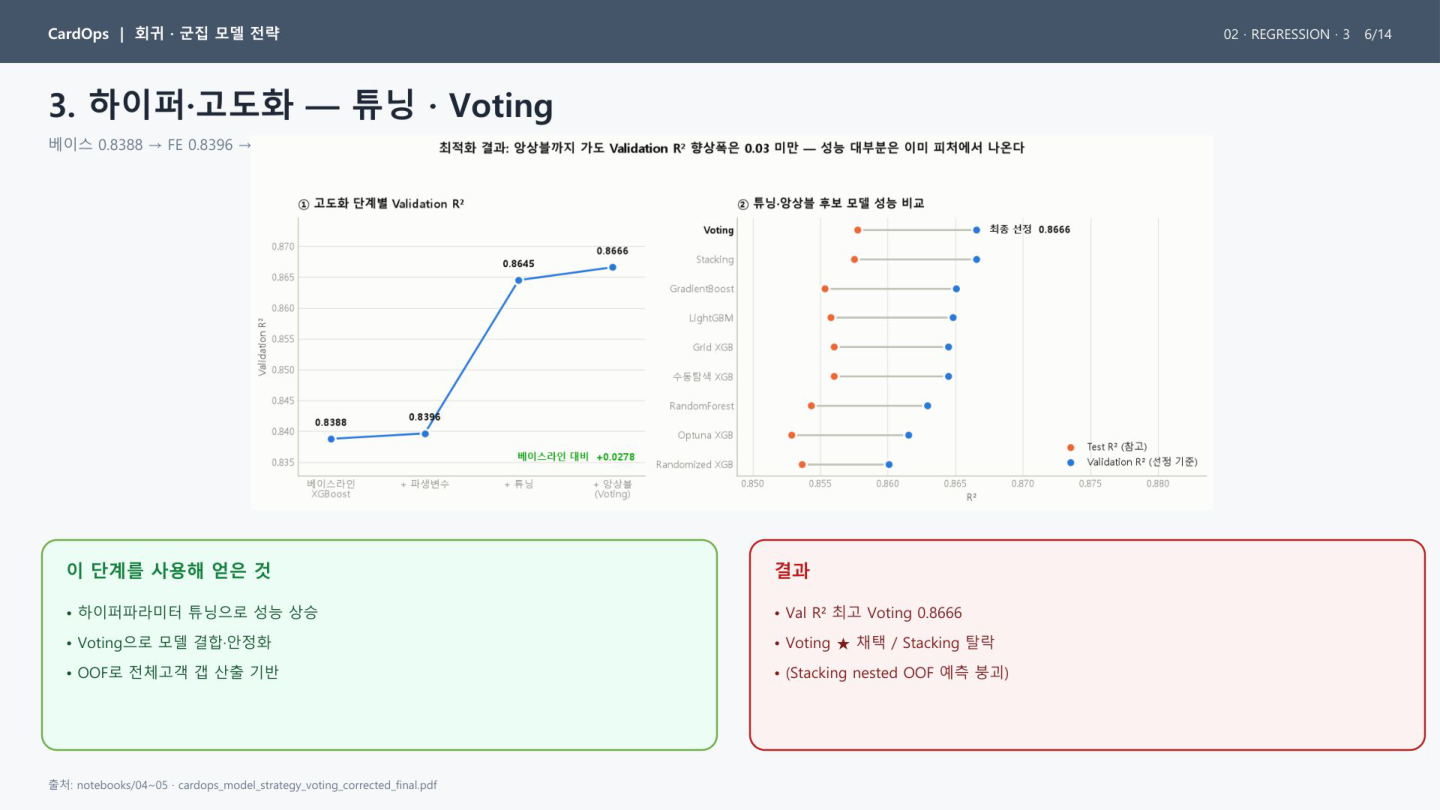 CardOps | 회귀 · 군집 모델 전략
02 · REGRESSION · 3 6/14
3. 하이퍼·고도화 — 튜닝 · Voting
베이스 0.8388 → FE 0.8396 →
최적화 결과: 앙상블까지 가도 Validation R² 향상폭은 0.03 미만 — 성능 대부분은 이미 피처에서 나온다
① 고도화 단계별 Validation R²
Validation R²
0.870
0.865
0.860
0.855
0.850
0.845
0.840
0.835
0.8388
0.8396
0.8645
0.8666
베이스라인 대비 +0.0278
베이스라인
XGBoost
+ 파생변수
+ 튜닝
+ 앙상블
(Voting)
② 튜닝·앙상블 후보 모델 성능 비교
Voting
최종 선정 0.8666
Stacking
GradientBoost
LightGBM
Grid XGB
수동탐색 XGB
RandomForest
Optuna XGB
Randomized XGB
Test R² (참고)
Validation R² (선정 기준)
0.850 0.855 0.860 0.865 0.870 0.875 0.880
R²
이 단계를 사용해 얻은 것
• 하이퍼파라미터 튜닝으로 성능 상승
• Voting으로 모델 결합·안정화
• OOF로 전체고객 갭 산출 기반
결과
• Val R² 최고 Voting 0.8666
• Voting ★ 채택 / Stacking 탈락
• (Stacking nested OOF 예측 붕괴)
출처: notebooks/04~05 · cardops_model_strategy_voting_corrected_final.pdf